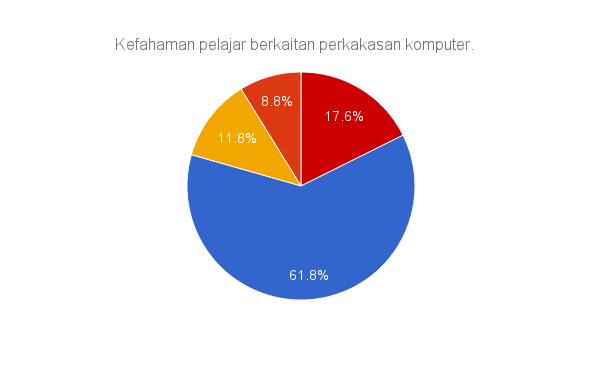 Kefahaman pelajar berkaitan perkakasan komputer.
8.8%
17.6%
11.8%
61.8%